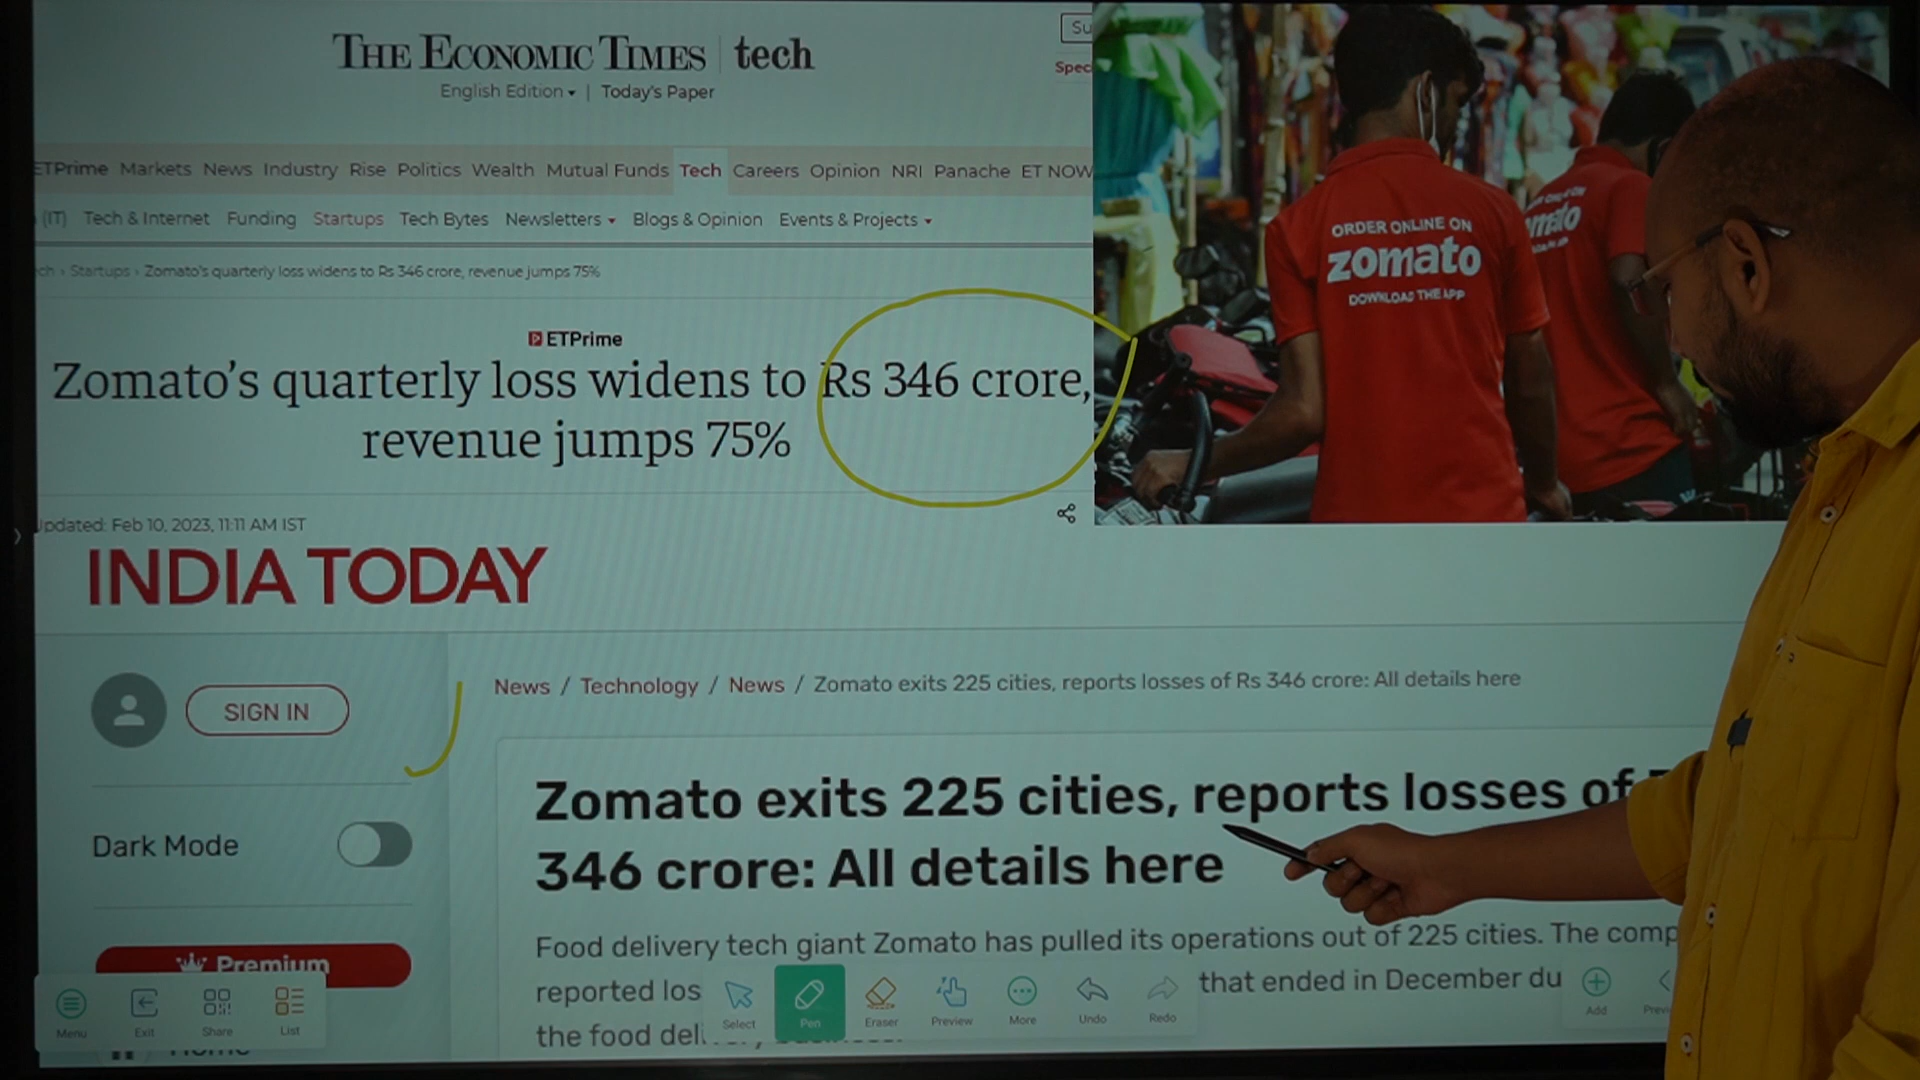 THE ECONOMIC TIMES | tech
English Edition | Today's Paper
ETPrime Markets News Industry Rise Politics Wealth Mutual Funds Tech Careers Opinion NRI Panache ET NOW
(IT) Tech & Internet Funding Startups Tech Bytes Newsletters Blogs & Opinion Events & Projects
Startups › Zomato's quarterly loss widens to Rs 346 crore, revenue jumps 75%
ETPrime
Zomato's quarterly loss widens to Rs 346 crore,
revenue jumps 75%
Updated: Feb 10, 2023, 11:11 AM IST
ORDER ONLINE ON
zomato
DOWNLOAD THE APP
INDIA TODAY
SIGN IN
Dark Mode
Premium
News / Technology / News / Zomato exits 225 cities, reports losses of Rs 346 crore: All details here
Zomato exits 225 cities, reports losses of
346 crore: All details here
Food delivery tech giant Zomato has pulled its operations out of 225 cities. The
reported that ended in December
the food
Menu Exit Share List
Select Pen Eraser Preview More Undo Redo
Add
Home